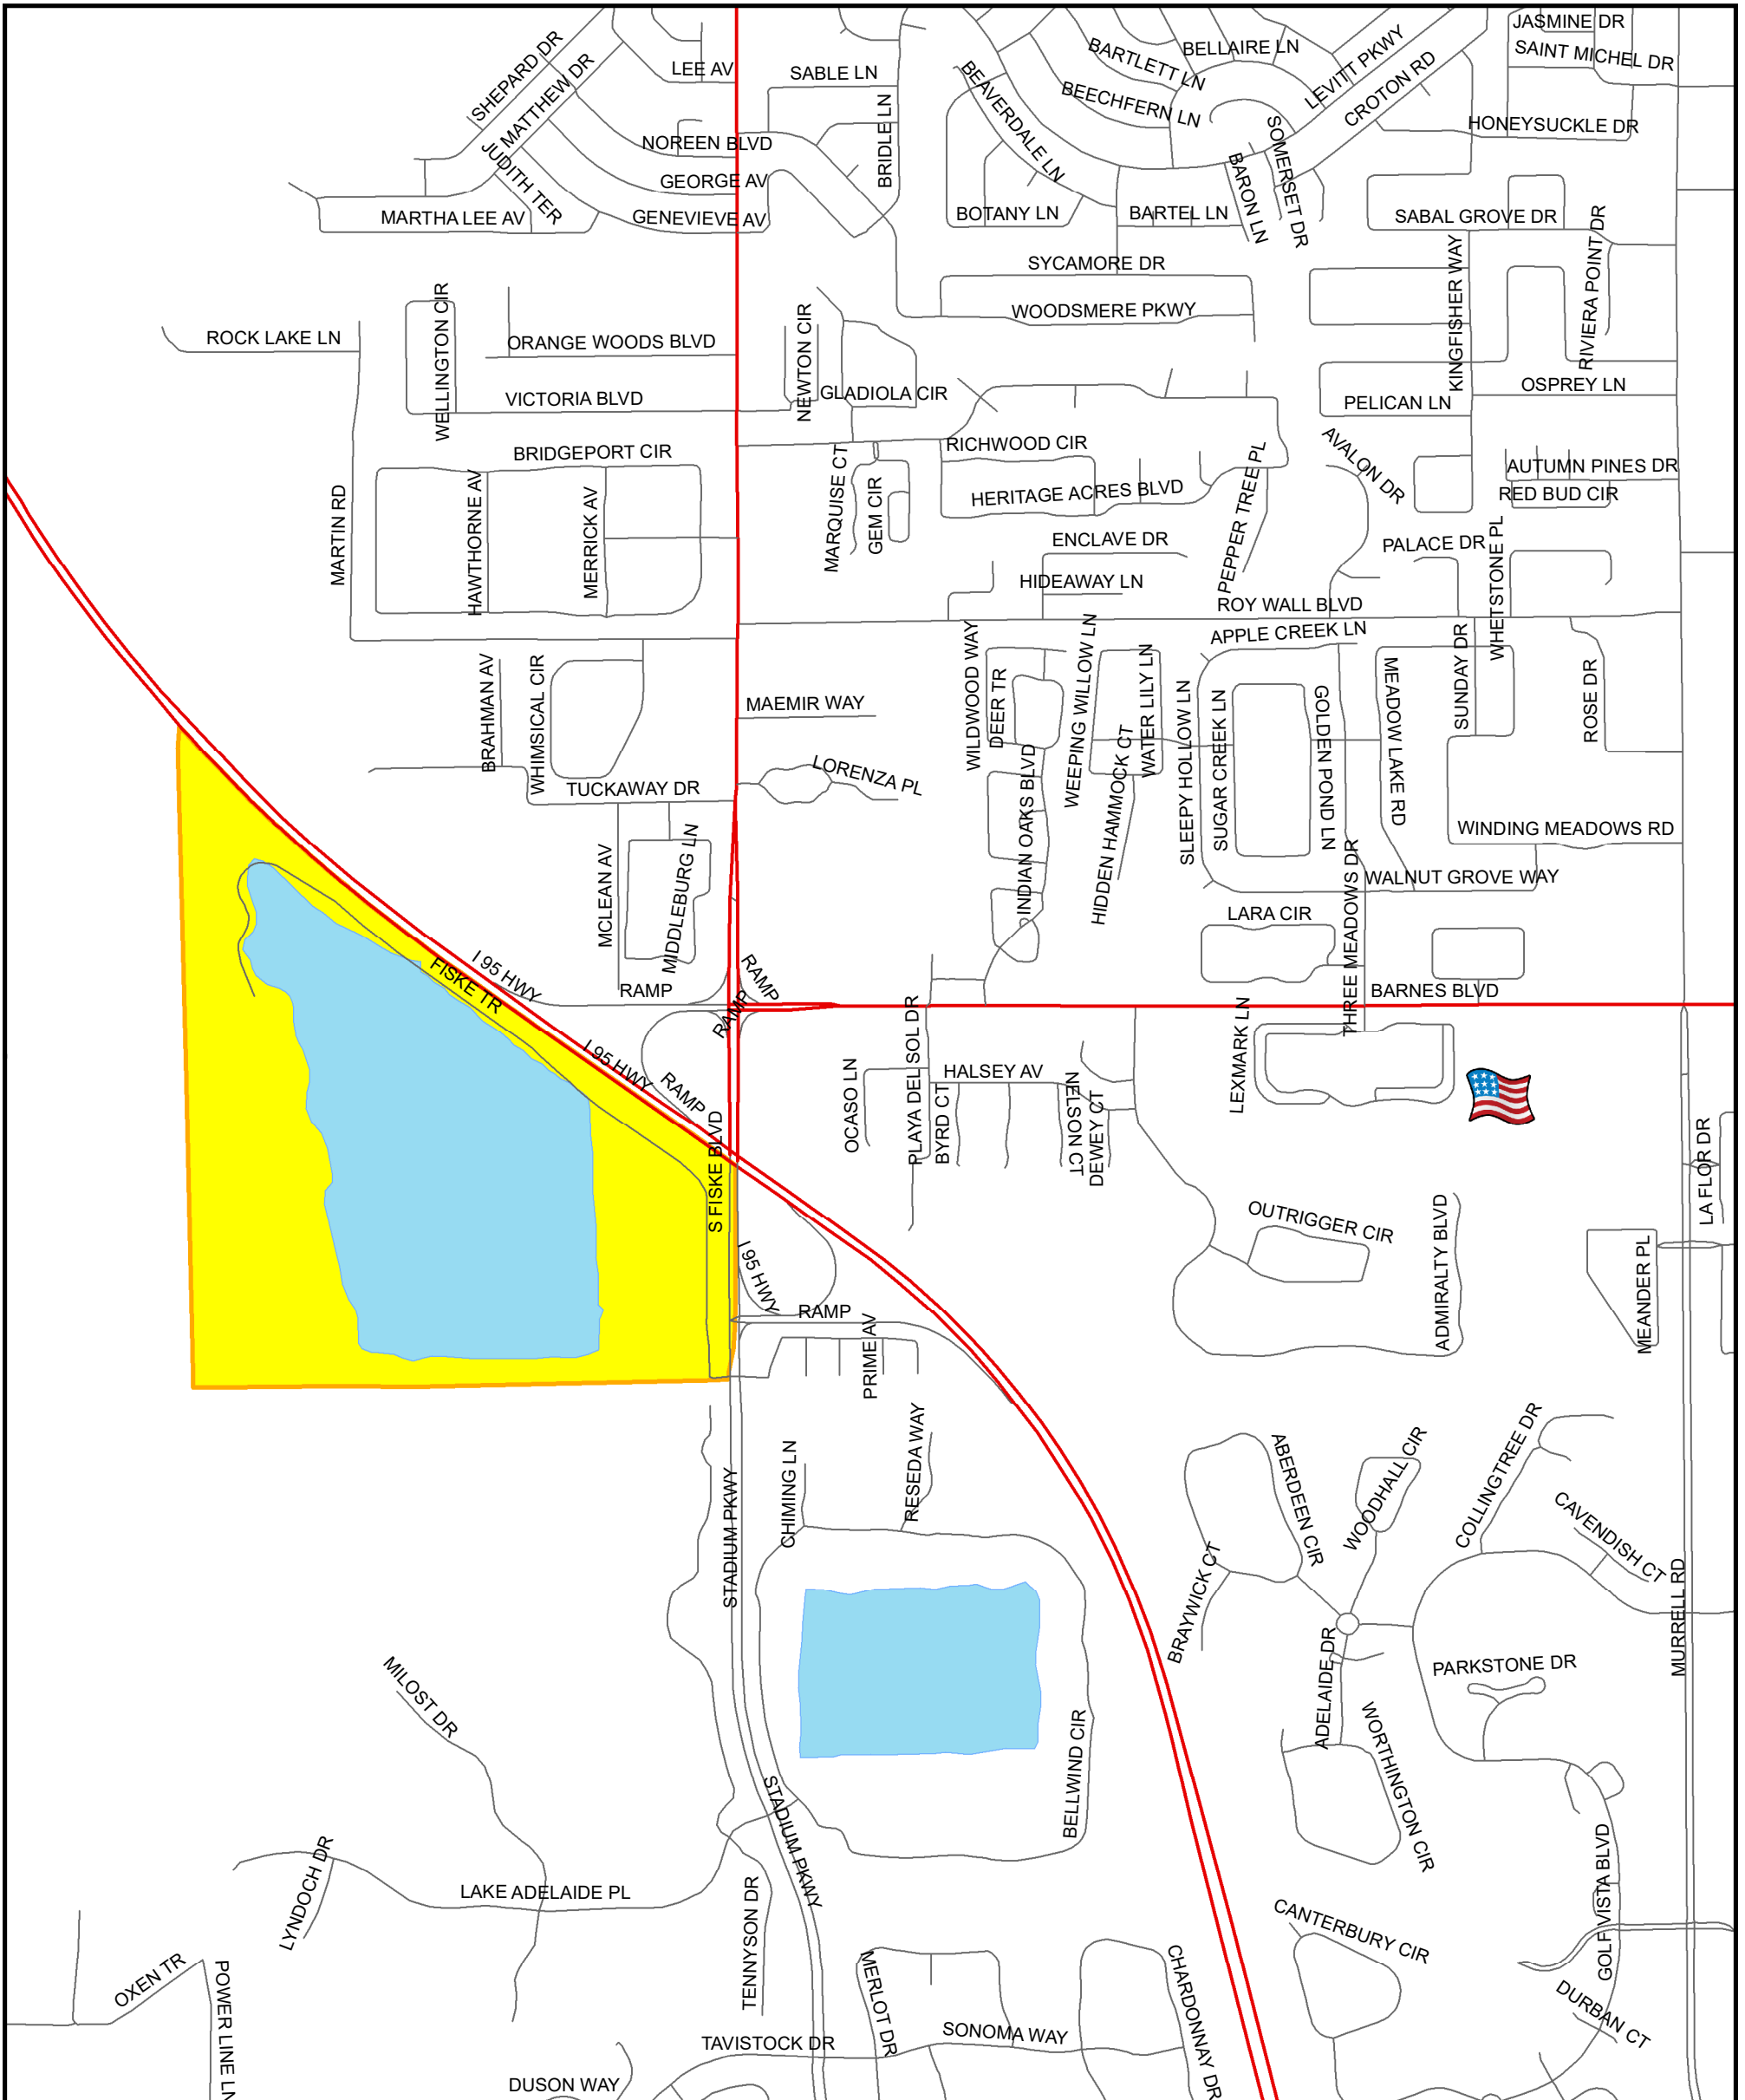 JASMINE DR
SHEPARD DR
LEE AV
SABLE LN
BARTLETT LN
BELLAIRE LN
LEVITT PKWY
SAINT MICHEL DR
MATTHEW DR
BEAVERDALE LN
BEECHFERN LN
CROTON RD
HONEYSUCKLE DR
NOREEN BLVD
BRIDLE LN
SOMERSET DR
JUDITH TER
GEORGE AV
BARON LN
MARTHA LEE AV
GENEVIEVE AV
BOTANY LN
BARTEL LN
SABAL GROVE DR
RIVIERA POINT DR
SYCAMORE DR
KINGFISHER WAY
WOODSMERE PKWY
ROCK LAKE LN
WELLINGTON CIR
ORANGE WOODS BLVD
NEWTON CIR
OSPREY LN
VICTORIA BLVD
GLADIOLA CIR
PELICAN LN
BRIDGEPORT CIR
RICHWOOD CIR
AVALON DR
AUTUMN PINES DR
MARTIN RD
HAWTHORNE AV
MERRICK AV
MARQUISE CT
GEM CIR
HERITAGE ACRES BLVD
PEPPER TREE PL
RED BUD CIR
ENCLAVE DR
PALACE DR
WHETSTONE PL
HIDEAWAY LN
ROY WALL BLVD
APPLE CREEK LN
BRAHMAN AV
WHIMSICAL CIR
MAEMIR WAY
WILDWOOD WAY
DEER TR
WEEPING WILLOW LN
WATER LILY LN
SLEEPY HOLLOW LN
SUGAR CREEK LN
GOLDEN POND LN
MEADOW LAKE RD
SUNDAY DR
ROSE DR
TUCKAWAY DR
LORENZA PL
INDIAN OAKS BLVD
HIDDEN HAMMOCK CT
WINDING MEADOWS RD
MCLEAN AV
MIDDLEBURG LN
THREE MEADOWS DR
WALNUT GROVE WAY
LARA CIR
I 95 HWY
FISKE TR
RAMP
RAMP
RAMP
BARNES BLVD
I 95 HWY
RAMP
OCASO LN
PLAYA DEL SOL DR
BYRD CT
HALSEY AV
NELSON CT
DEWEY CT
LEXMARK LN
S FISKE BLVD
LA FLOR DR
I 95 HWY
OUTRIGGER CIR
ADMIRALTY BLVD
MEANDER PL
RAMP
PRIME AV
STADIUM PKWY
CHIMING LN
RESEDA WAY
ABERDEEN CIR
WOODHALL CIR
COLLINGTREE DR
CAVENDISH CT
BRAYWICK CT
MURRELL RD
MILOST DR
ADELAIDE DR
PARKSTONE DR
BELLWIND CIR
WORTHINGTON CIR
STADIUM PKWY
LYNDOCH DR
LAKE ADELAIDE PL
TENNYSON DR
GOLF VISTA BLVD
CANTERBURY CIR
OXEN TR
POWER LINE LN
MERLOT DR
CHARDONNAY DR
DURBAN CT
SONOMA WAY
TAVISTOCK DR
DUSON WAY